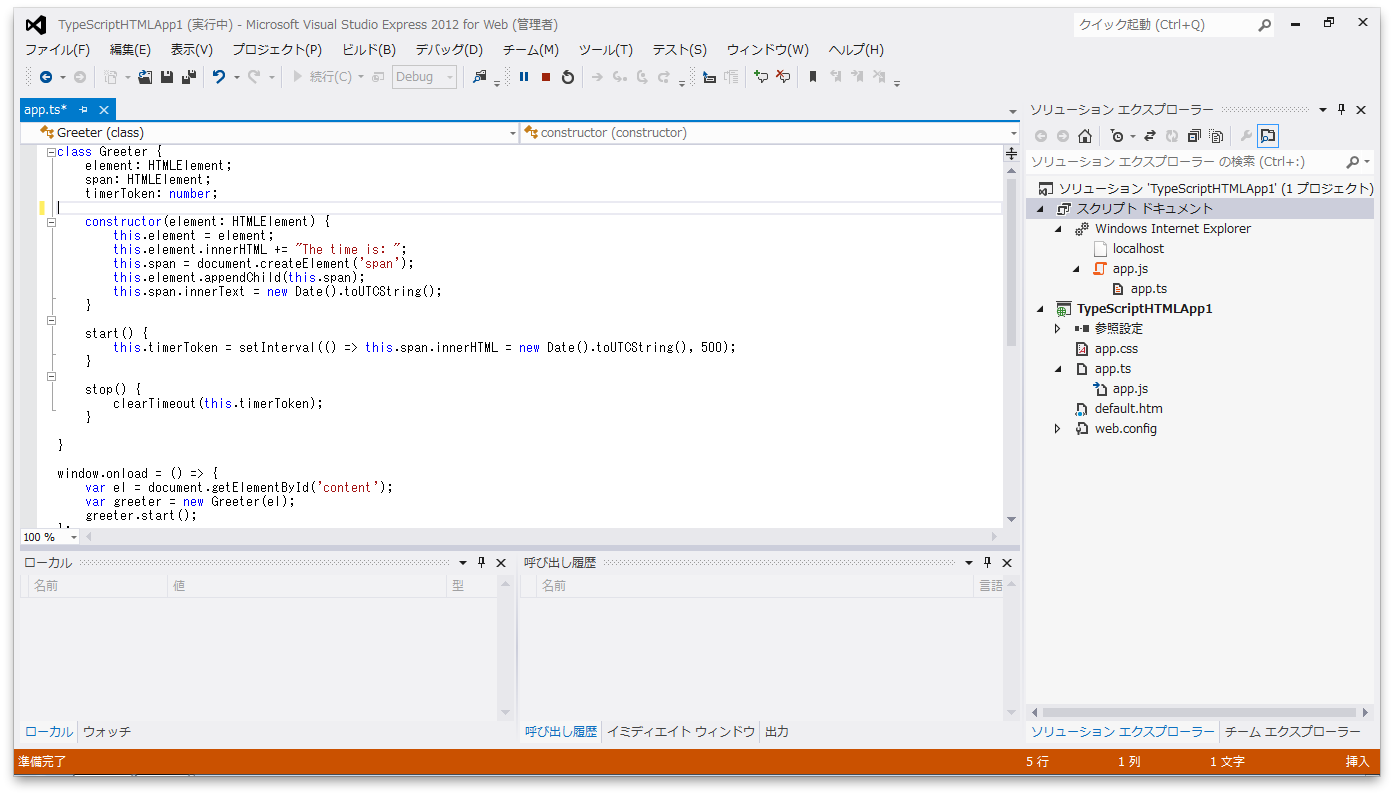 TypeScriptHTMLApp1 (実行中) - Microsoft Visual Studio Express 2012 for Web (管理者)
クイック起動 (Ctrl+Q)
ファイル(F) 編集(E) 表示(V) プロジェクト(P) ビルド(B) デバッグ(D) チーム(M) ツール(T) テスト(S) ウィンドウ(W) ヘルプ(H)
続行(C) Debug
app.ts*
Greeter (class) constructor (constructor)
class Greeter {
element: HTMLElement;
span: HTMLElement;
timerToken: number;
constructor(element: HTMLElement) {
this.element = element;
this.element.innerHTML += "The time is: ";
this.span = document.createElement('span');
this.element.appendChild(this.span);
this.span.innerText = new Date().toUTCString();
}
start() {
this.timerToken = setInterval(() => this.span.innerHTML = new Date().toUTCString(), 500);
}
stop() {
clearTimeout(this.timerToken);
}
}
window.onload = () => {
var el = document.getElementById('content');
var greeter = new Greeter(el);
greeter.start();
};
100 %
ローカル
名前 値 型
ローカル ウォッチ
呼び出し履歴
名前 言語
呼び出し履歴 イミディエイト ウィンドウ 出力
ソリューション エクスプローラー
ソリューション エクスプローラー の検索 (Ctrl+:)
ソリューション 'TypeScriptHTMLApp1' (1 プロジェクト)
スクリプト ドキュメント
Windows Internet Explorer
localhost
app.js
app.ts
TypeScriptHTMLApp1
参照設定
app.css
app.ts
app.js
default.htm
web.config
ソリューション エクスプローラー チーム エクスプローラー
準備完了 5 行 1 列 1 文字 挿入